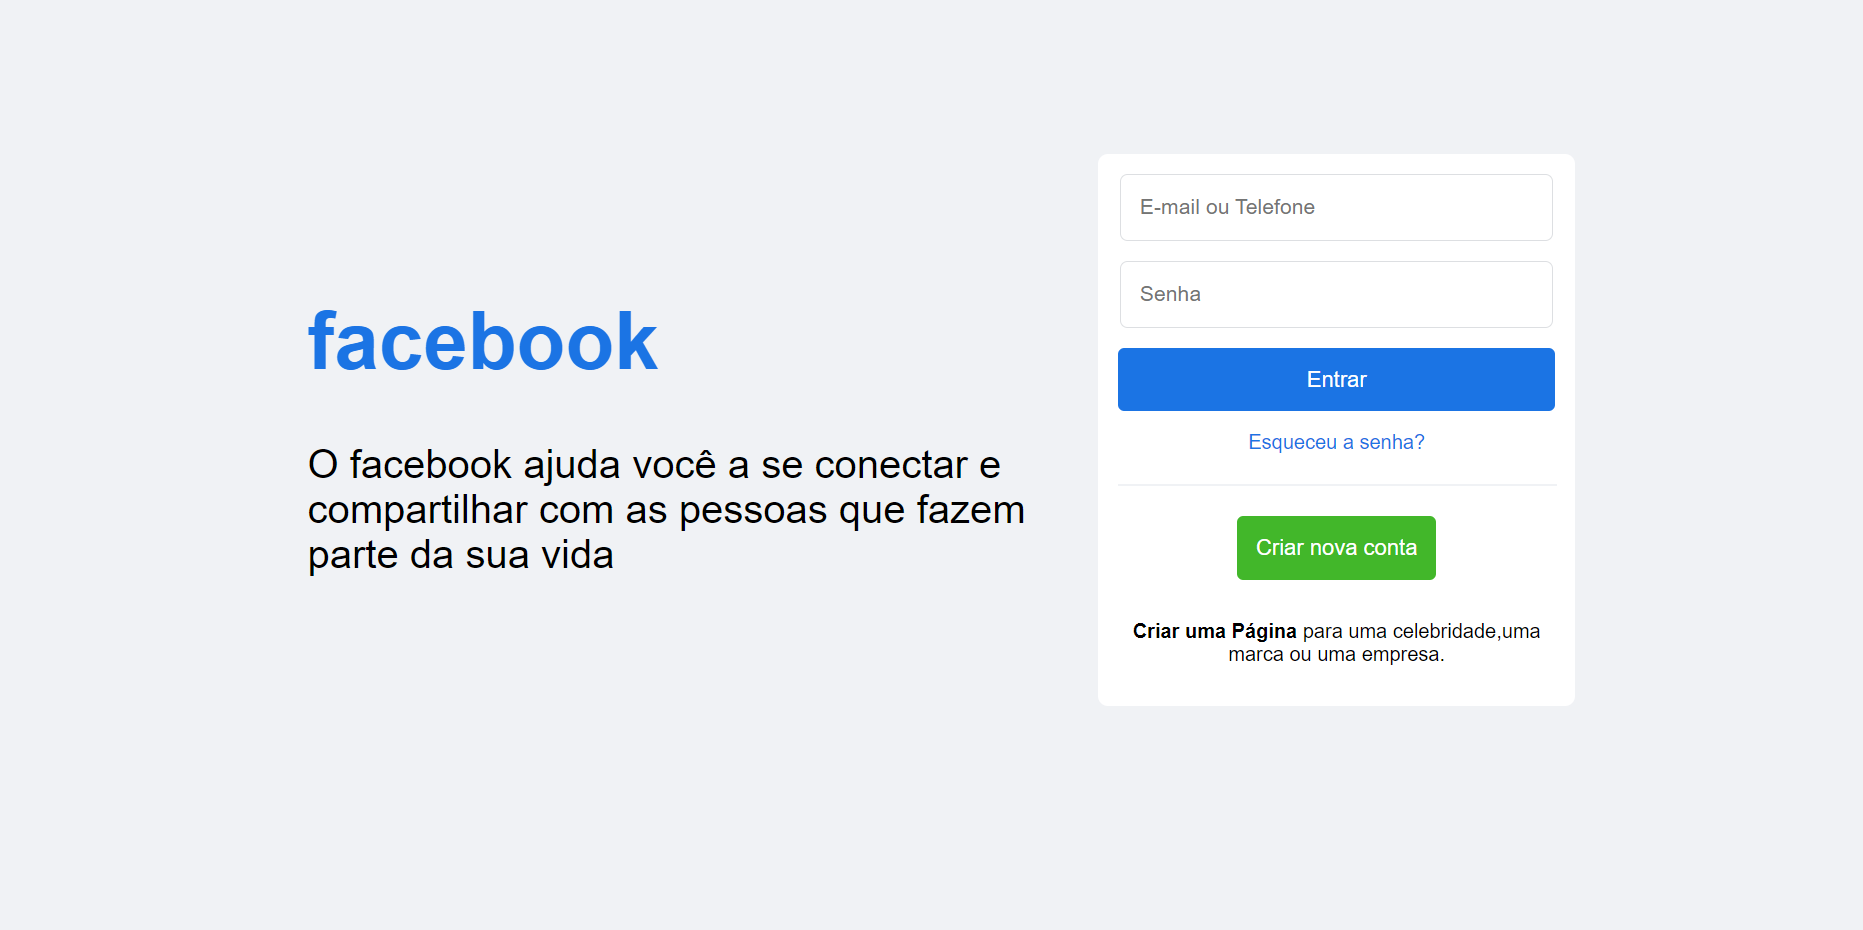 facebook
O facebook ajuda você a se conectar e
compartilhar com as pessoas que fazem
parte da sua vida
E-mail ou Telefone
Senha
Entrar
Esqueceu a senha?
Criar nova conta
Criar uma Página para uma celebridade,uma
marca ou uma empresa.